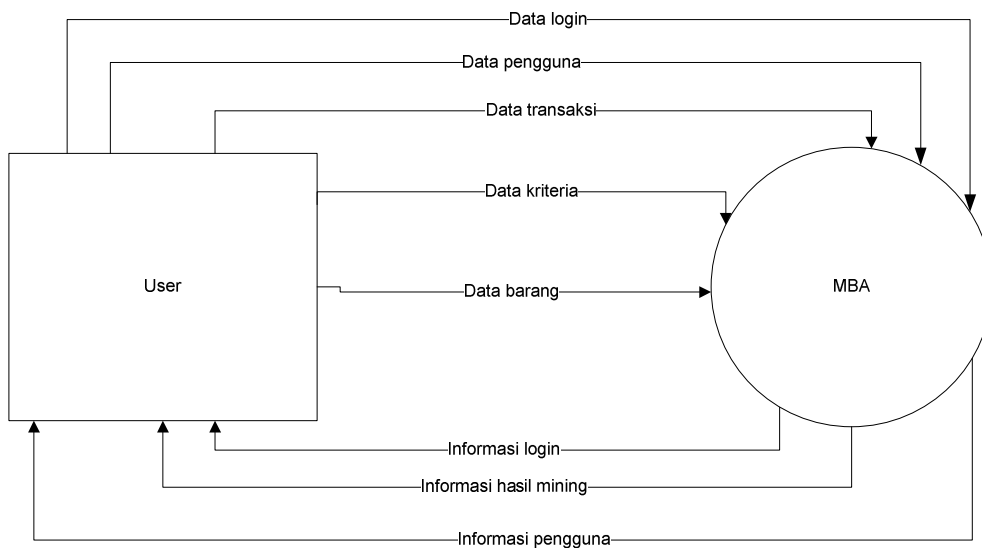 Data login
Data pengguna
Data transaksi
Data kriteria
User
MBA
Data barang
Informasi login
Informasi hasil mining
Informasi pengguna